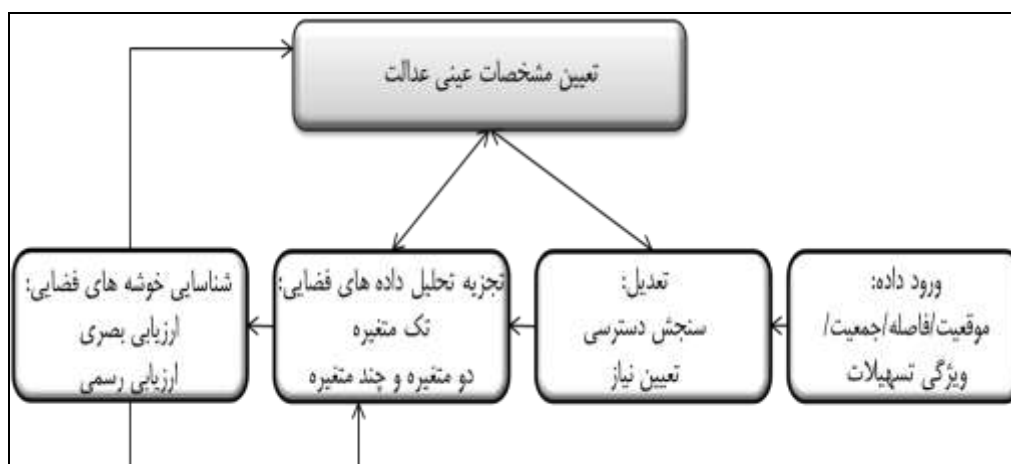 تعیین مشخصات عینی عدالت
ورود داده:
موقعیت/فاصله/جمعیت/
ویژگی تسهیلات
تعدیل:
سنجش دسترسی
تعیین نیاز
تجزیه تحلیل داده های فضایی:
تک متغیره
دو متغیره و چند متغیره
شناسایی خوشه های فضایی:
ارزیابی بصری
ارزیابی رسمی